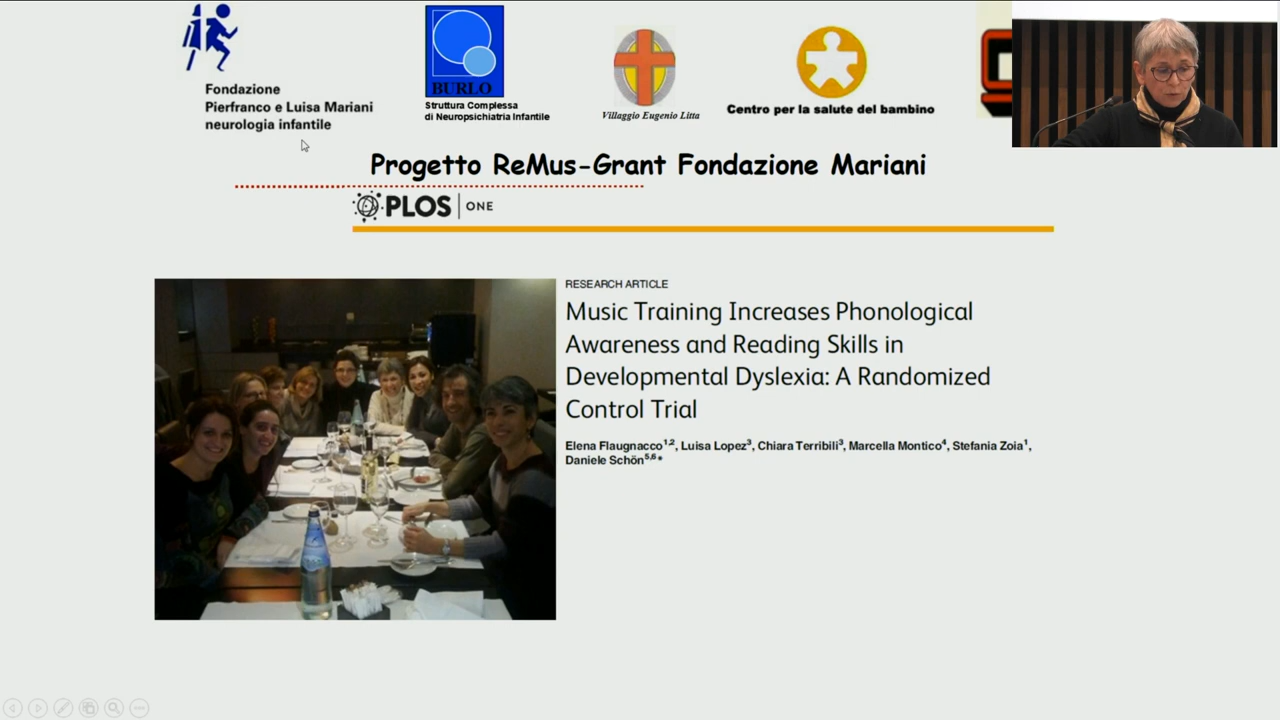 Fondazione
Pierfranco e Luisa Mariani
neurologia infantile
BURLO
Struttura Complessa
di Neuropsichiatria Infantile
Villaggio Eugenio Litta
Centro per la salute del bambino
Progetto ReMus-Grant Fondazione Mariani
PLOS | ONE
RESEARCH ARTICLE
Music Training Increases Phonological
Awareness and Reading Skills in
Developmental Dyslexia: A Randomized
Control Trial
Elena Flaugnacco1,2, Luisa Lopez3, Chiara Terribili3, Marcella Montico4, Stefania Zoia1,
Daniele Schön5,6*